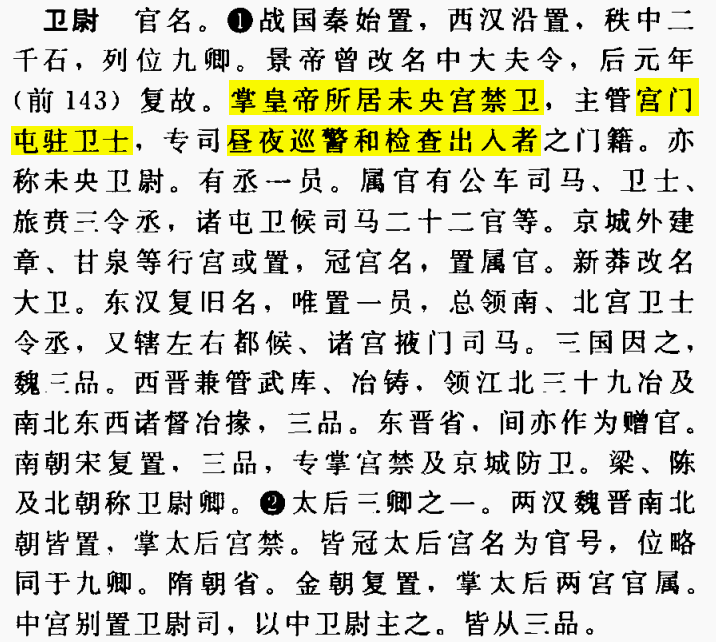 卫尉 官名。❶战国秦始置，西汉沿置，秩中二
千石，列位九卿。景帝曾改名中大夫令，后元年
（前 143）复故。掌皇帝所居未央宫禁卫，主管宫门
屯驻卫士，专司昼夜巡警和检查出入者之门籍。亦
称未央卫尉。有丞一员。属官有公车司马、卫士、
旅贲三令丞，诸屯卫候司马二十二官等。京城外建
章、甘泉等行宫或置，冠宫名，置属官。新莽改名
大卫。东汉复旧名，唯置一员，总领南、北宫卫士
令丞，又辖左右都候、诸宫掖门司马。三国因之，
魏三品。西晋兼管武库、冶铸，领江北三十九冶及
南北东西诸督冶掾，三品。东晋省，间亦作为赠官。
南朝宋复置，三品，专掌宫禁及京城防卫。梁、陈
及北朝称卫尉卿。❷太后三卿之一。两汉魏晋南北
朝皆置，掌太后宫禁。皆冠太后宫名为官号，位略
同于九卿。隋朝省。金朝复置，掌太后两宫官属。
中宫别置卫尉司，以中卫尉主之。皆从三品。